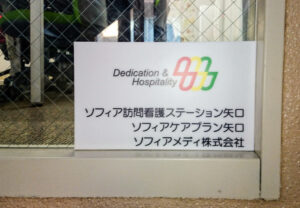 Dedication &
Hospitality
ソフィア訪問看護ステーション矢口
ソフィアケアプラン矢口
ソフィアメディ株式会社